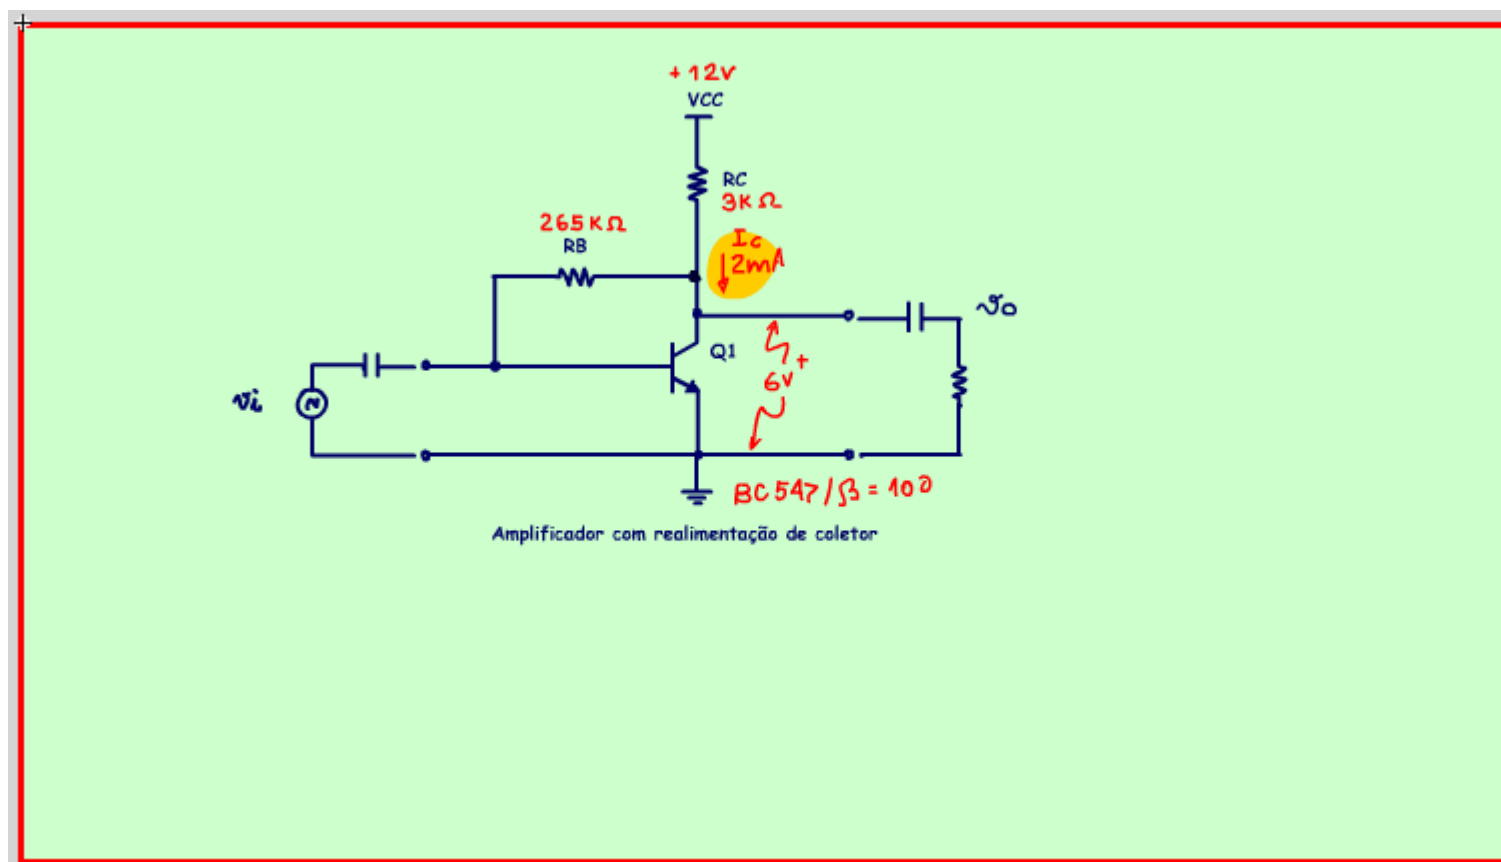 +12V
VCC
RC
3KΩ
265KΩ
RB
Ic
2mA
vo
Q1
+
6V
vi
BC547/β = 100
Amplificador com realimentação de coletor